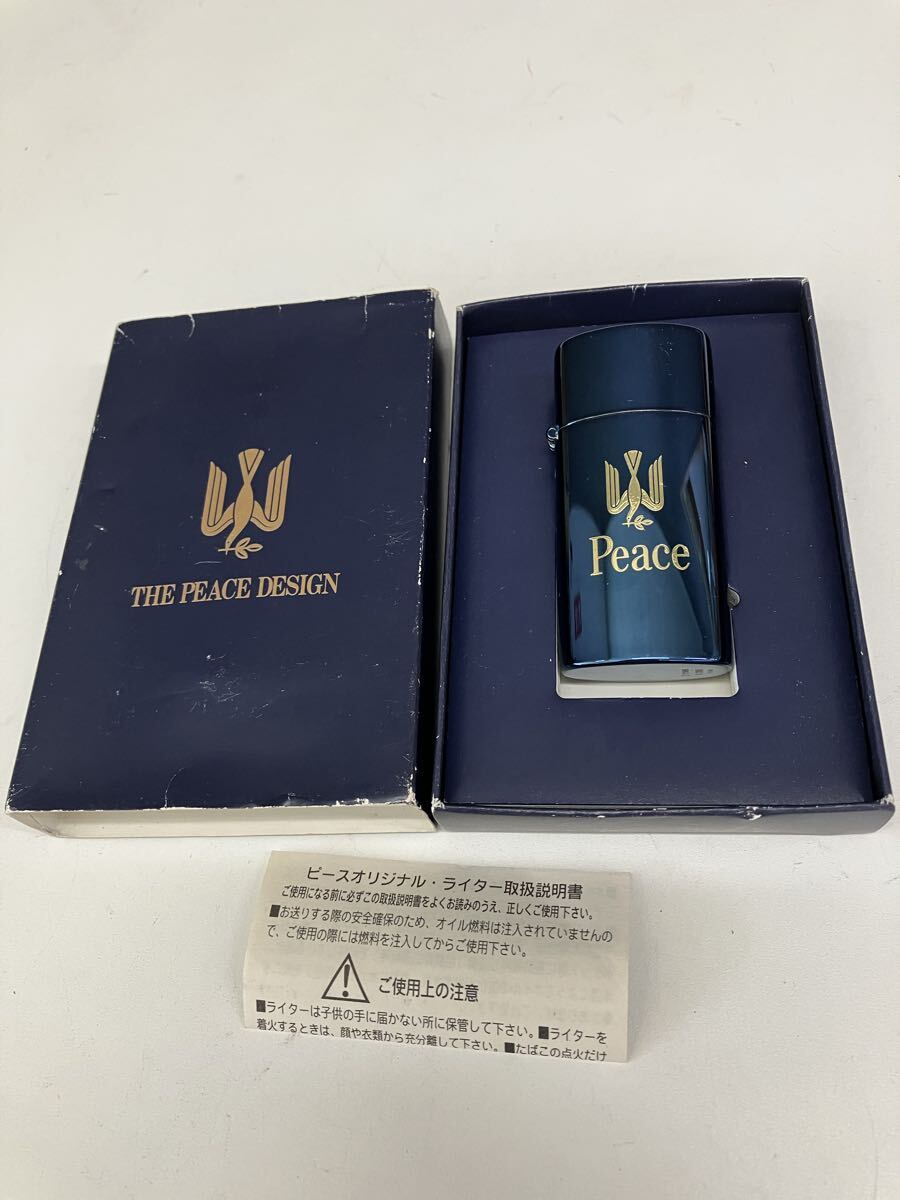 THE PEACE DESIGN
Peace
ピースオリジナル・ライター取扱説明書
ご使用になる前に必ずこの取扱説明書をよくお読みのうえ、正しくご使用下さい。
■お送りする際の安全確保のため、オイル燃料は注入されていませんの
で、ご使用の際には燃料を注入してからご使用下さい。
ご使用上の注意
■ライターは子供の手に届かない所に保管して下さい。■ライターを
着火するときは、顔や衣類から充分離して下さい。■たばこの点火だけ